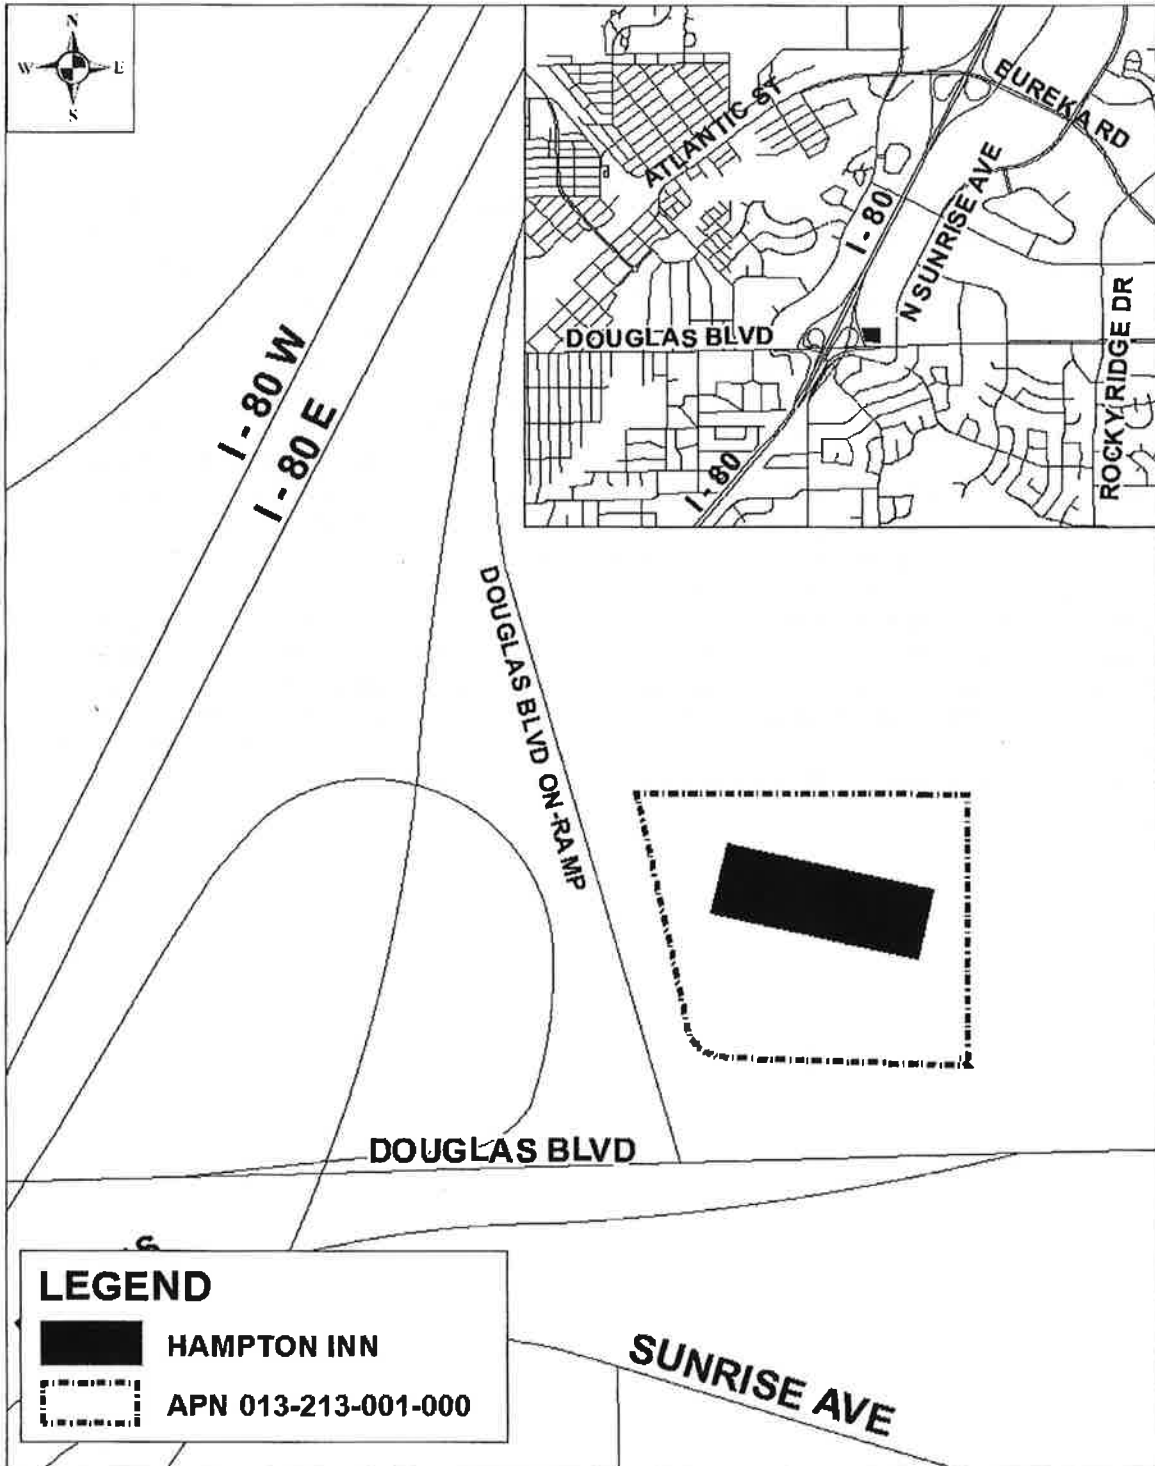 N
W E
S
ATLANTIC ST
EUREKA RD
N SUNRISE AVE
I - 80
DOUGLAS BLVD
ROCKY RIDGE DR
I - 80
I - 80 W
I - 80 E
DOUGLAS BLVD ON-RAMP
DOUGLAS BLVD
S
LEGEND
HAMPTON INN
APN 013-213-001-000
SUNRISE AVE